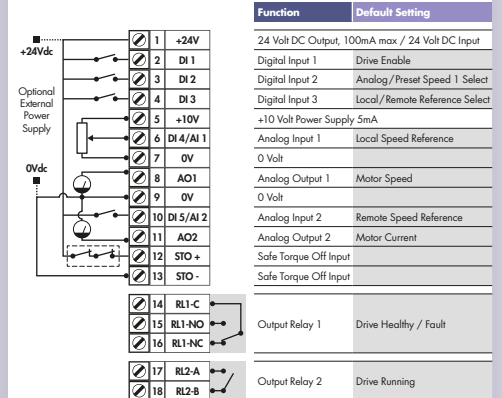 Function Default Setting
+24Vdc
Optional
External
Power
Supply
0Vdc
1 +24V 24 Volt DC Output, 100mA max / 24 Volt DC Input
2 DI 1 Digital Input 1 Drive Enable
3 DI 2 Digital Input 2 Analog/Preset Speed 1 Select
4 DI 3 Digital Input 3 Local/Remote Reference Select
5 +10V +10 Volt Power Supply 5mA
6 DI 4/AI 1 Analog Input 1 Local Speed Reference
7 0V 0 Volt
8 AO1 Analog Output 1 Motor Speed
9 0V 0 Volt
10 DI 5/AI 2 Analog Input 2 Remote Speed Reference
11 AO2 Analog Output 2 Motor Current
12 STO + Safe Torque Off Input
13 STO - Safe Torque Off Input
14 RL1-C
15 RL1-NO Output Relay 1 Drive Healthy / Fault
16 RL1-NC
17 RL2-A Output Relay 2 Drive Running
18 RL2-B